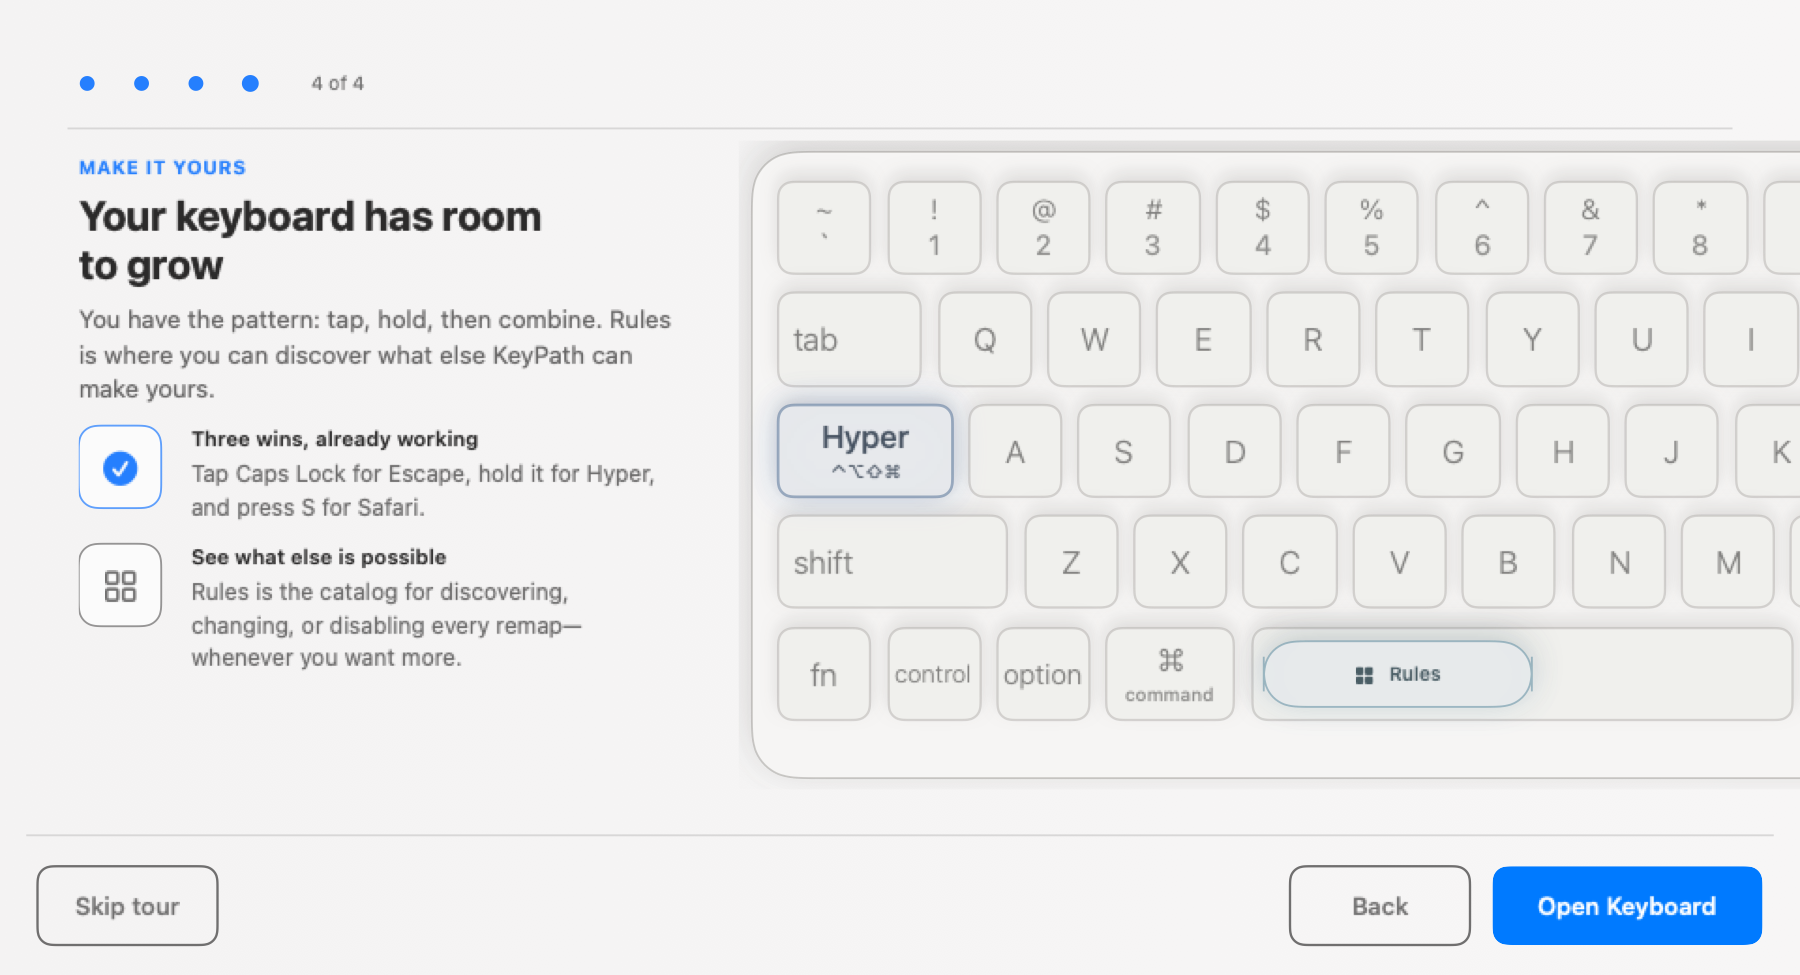 4 of 4
MAKE IT YOURS
Your keyboard has room
to grow
You have the pattern: tap, hold, then combine. Rules
is where you can discover what else KeyPath can
make yours.
Three wins, already working
Tap Caps Lock for Escape, hold it for Hyper,
and press S for Safari.
See what else is possible
Rules is the catalog for discovering,
changing, or disabling every remap—
whenever you want more.
~ ! @ # $ % ^ & *
` 1 2 3 4 5 6 7 8
tab Q W E R T Y U I
Hyper A S D F G H J K
^⌥⇧⌘
shift Z X C V B N M
fn control option ⌘ Rules
command
Skip tour Back Open Keyboard